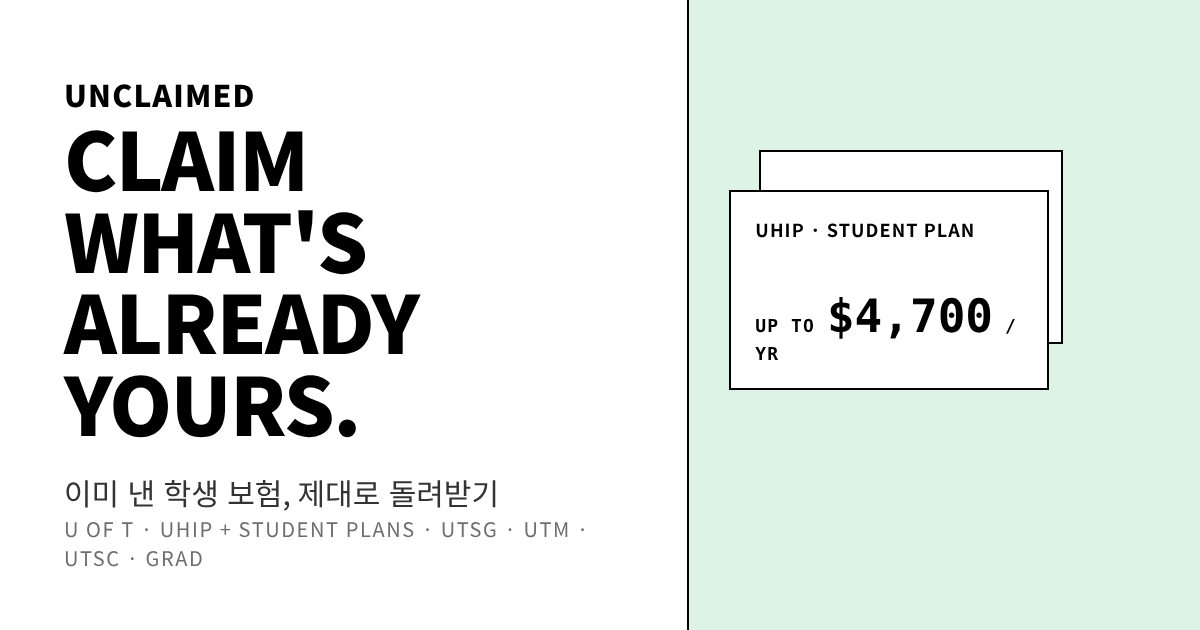 UNCLAIMED
CLAIM
WHAT'S
ALREADY
YOURS.
이미 낸 학생 보험, 제대로 돌려받기
U OF T · UHIP + STUDENT PLANS · UTSG · UTM ·
UTSC · GRAD
UHIP · STUDENT PLAN
UP TO $4,700 /
YR